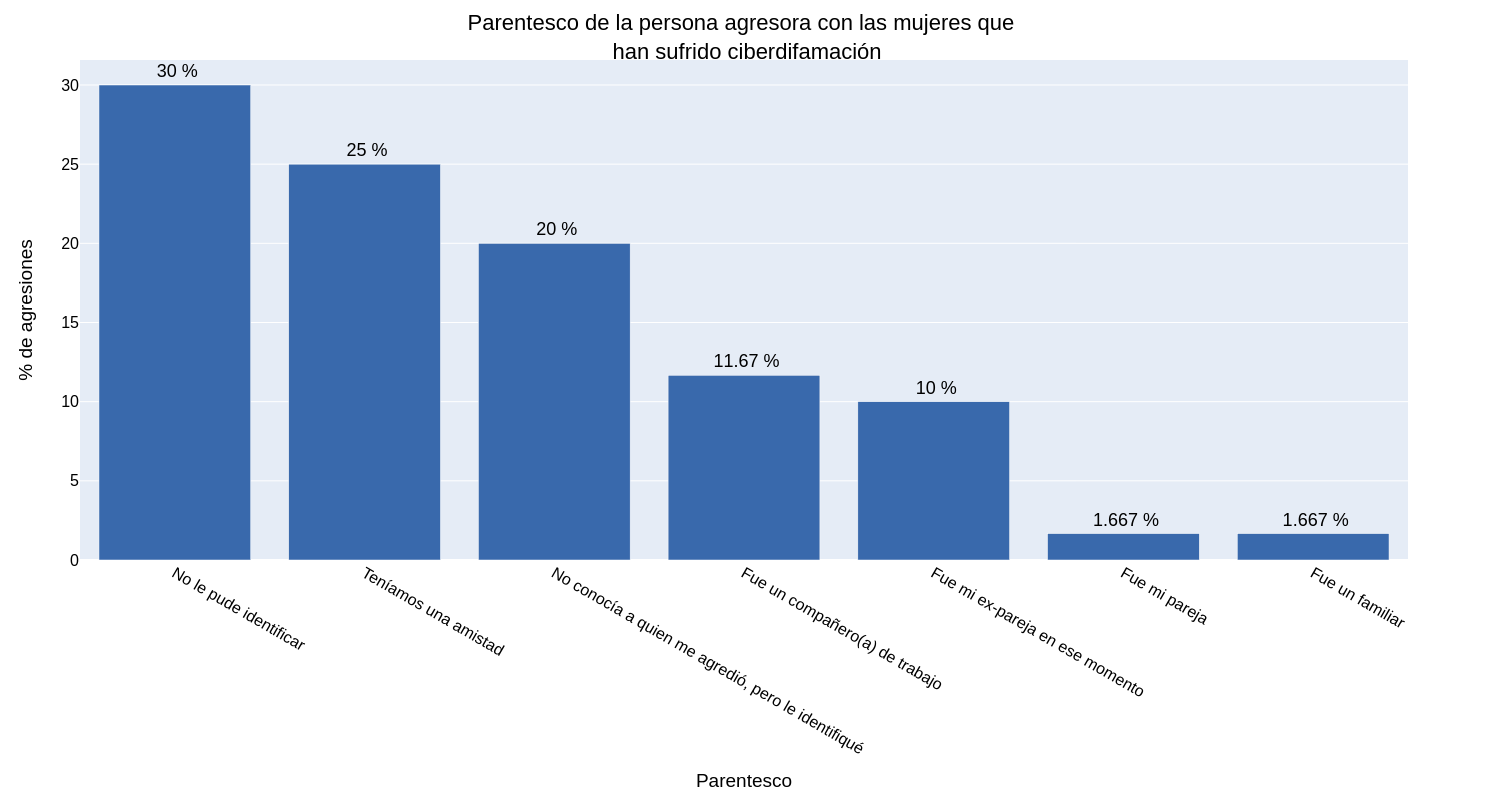 Parentesco de la persona agresora con las mujeres que
han sufrido ciberdifamación
30 %
25 %
20 %
11.67 %
10 %
1.667 %
1.667 %
30
25
20
15
10
5
0
% de agresiones
No le pude identificar
Teníamos una amistad
No conocía a quien me agredió, pero le identifiqué
Fue un compañero(a) de trabajo
Fue mi ex-pareja en ese momento
Fue mi pareja
Fue un familiar
Parentesco